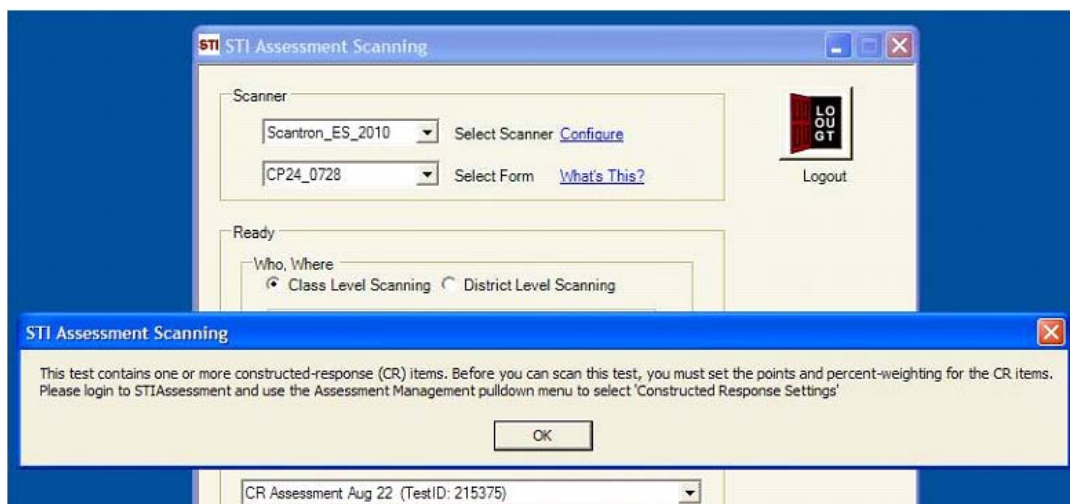 STI STI Assessment Scanning
Scanner
Scantron_ES_2010 Select Scanner Configure
CP24_0728 Select Form What's This?
LO
OU
GT
Logout
Ready
Who, Where
Class Level Scanning District Level Scanning
STI Assessment Scanning
This test contains one or more constructed-response (CR) items. Before you can scan this test, you must set the points and percent-weighting for the CR items.
Please login to STIAssessment and use the Assessment Management pulldown menu to select 'Constructed Response Settings'
OK
CR Assessment Aug 22 (TestID: 215375)